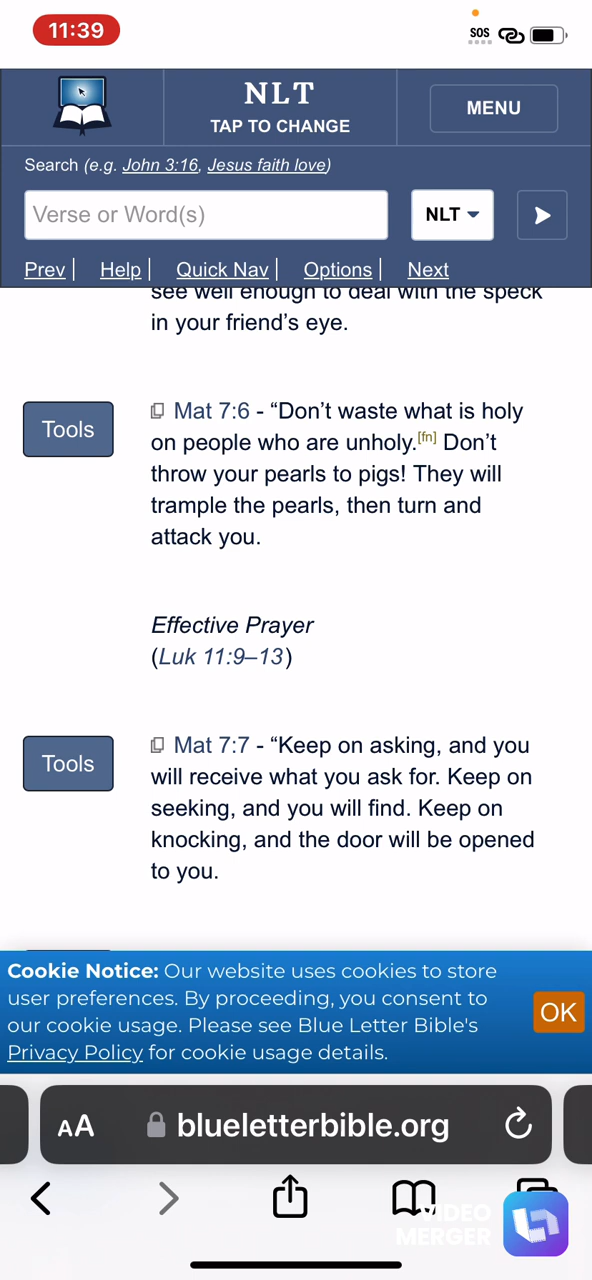 11:39
SOS
NLT
TAP TO CHANGE
MENU
Search (e.g. John 3:16, Jesus faith love)
Verse or Word(s)
NLT
Prev
Help
Quick Nav
Options
Next
see well enough to deal with the speck
in your friend’s eye.
Tools
Mat 7:6 - “Don’t waste what is holy
on people who are unholy.[fn] Don’t
throw your pearls to pigs! They will
trample the pearls, then turn and
attack you.
Effective Prayer
(Luk 11:9–13)
Tools
Mat 7:7 - “Keep on asking, and you
will receive what you ask for. Keep on
seeking, and you will find. Keep on
knocking, and the door will be opened
to you.
Cookie Notice: Our website uses cookies to store
user preferences. By proceeding, you consent to
our cookie usage. Please see Blue Letter Bible's
Privacy Policy for cookie usage details.
OK
AA
blueletterbible.org
VIDEO
MERGER